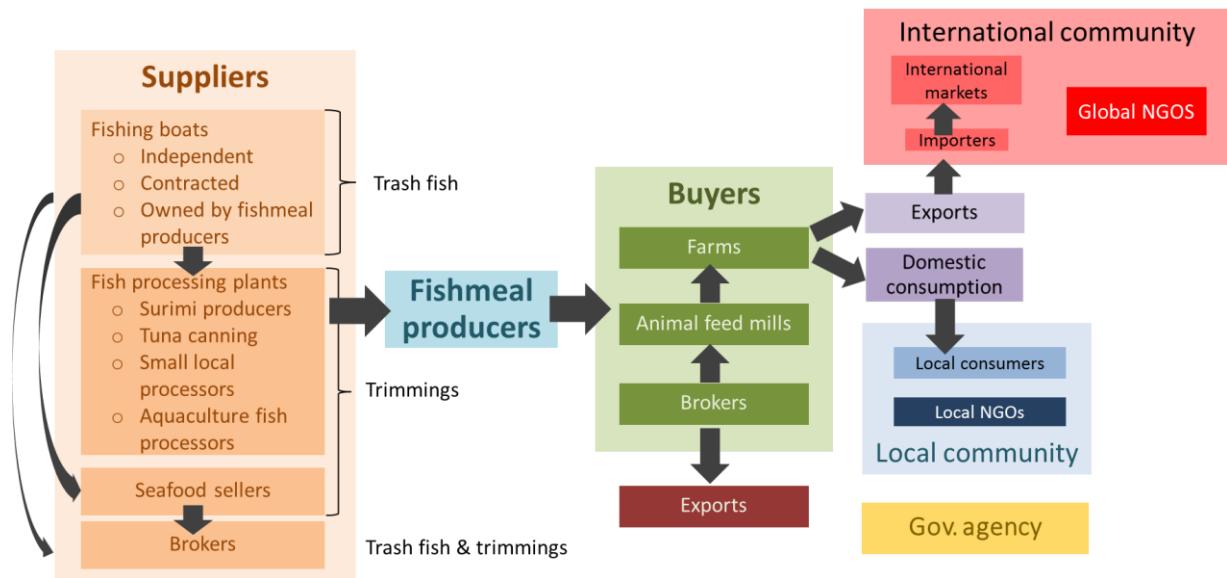 Suppliers
Fishing boats
o Independent
o Contracted
o Owned by fishmeal
producers
Trash fish
Fish processing plants
o Surimi producers
o Tuna canning
o Small local
processors
o Aquaculture fish
processors
Trimmings
Seafood sellers
Brokers
Trash fish & trimmings
Fishmeal
producers
Buyers
Farms
Animal feed mills
Brokers
Exports
International community
International
markets
Importers
Global NGOS
Exports
Domestic
consumption
Local consumers
Local NGOs
Local community
Gov. agency